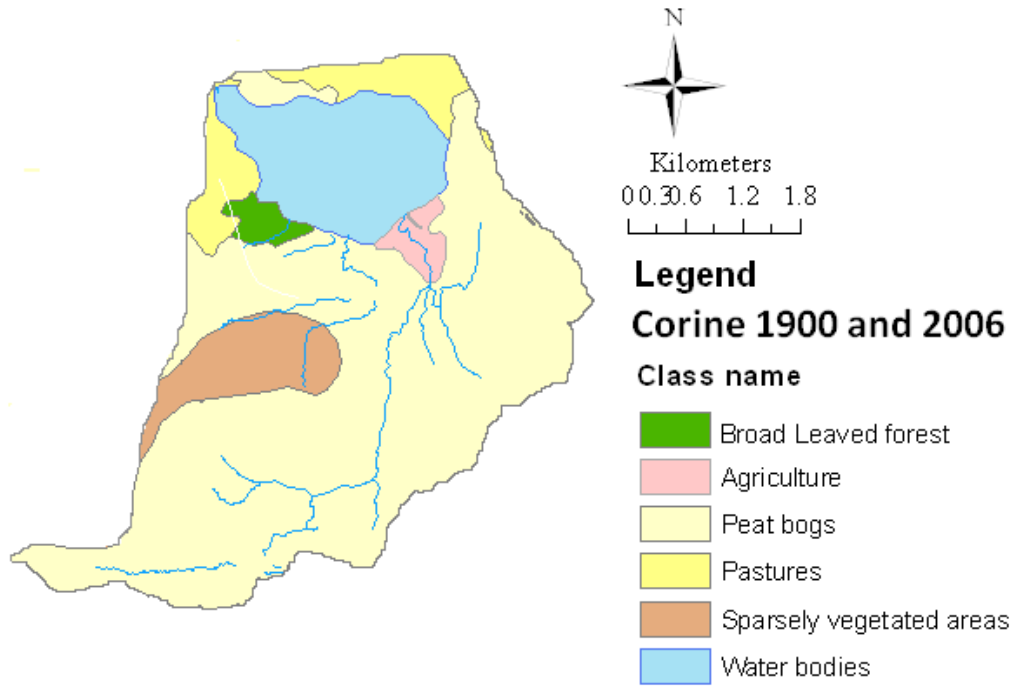 N
Kilometers
0 0.3 0.6 1.2 1.8
Legend
Corine 1900 and 2006
Class name
Broad Leaved forest
Agriculture
Peat bogs
Pastures
Sparsely vegetated areas
Water bodies